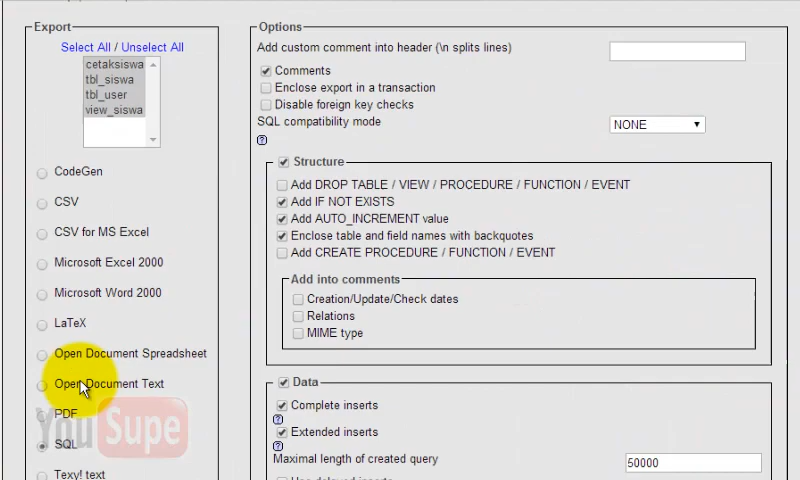 Export
Select All / Unselect All
cetaksiswa
tbl_siswa
tbl_user
view_siswa
CodeGen
CSV
CSV for MS Excel
Microsoft Excel 2000
Microsoft Word 2000
LaTeX
Open Document Spreadsheet
Open Document Text
PDF
SQL
Texy! text
You Supe
Options
Add custom comment into header (\n splits lines)
Comments
Enclose export in a transaction
Disable foreign key checks
SQL compatibility mode
NONE
?
Structure
Add DROP TABLE / VIEW / PROCEDURE / FUNCTION / EVENT
Add IF NOT EXISTS
Add AUTO_INCREMENT value
Enclose table and field names with backquotes
Add CREATE PROCEDURE / FUNCTION / EVENT
Add into comments
Creation/Update/Check dates
Relations
MIME type
Data
Complete inserts
?
Extended inserts
?
Maximal length of created query
50000
Use delayed inserts